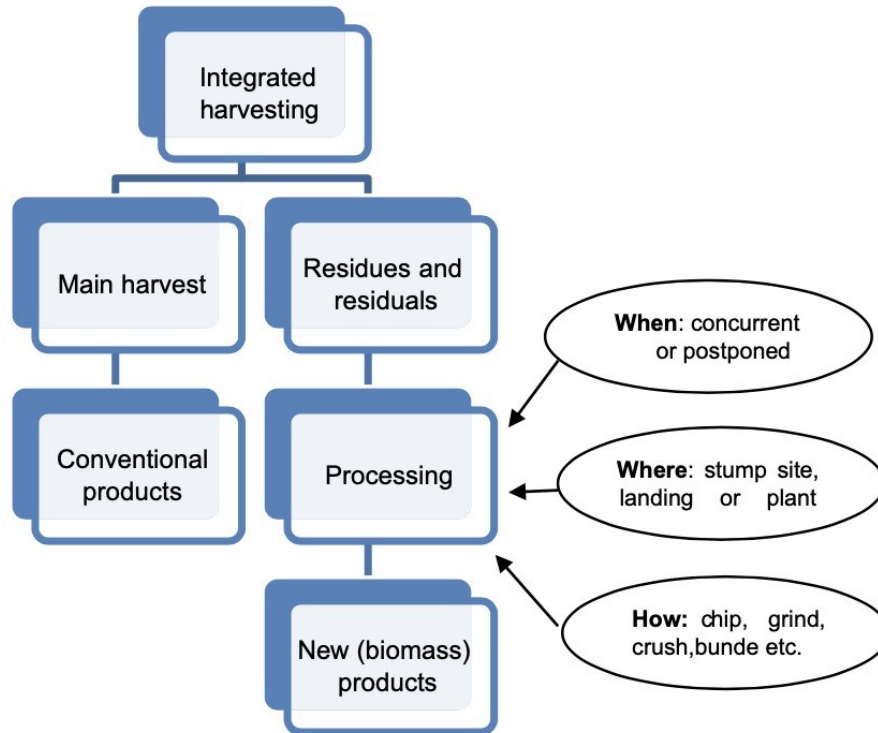 Integrated
harvesting
Main harvest
Residues and
residuals
When: concurrent
or postponed
Conventional
products
Processing
Where: stump site,
landing or plant
New (biomass)
products
How: chip, grind,
crush,bunde etc.